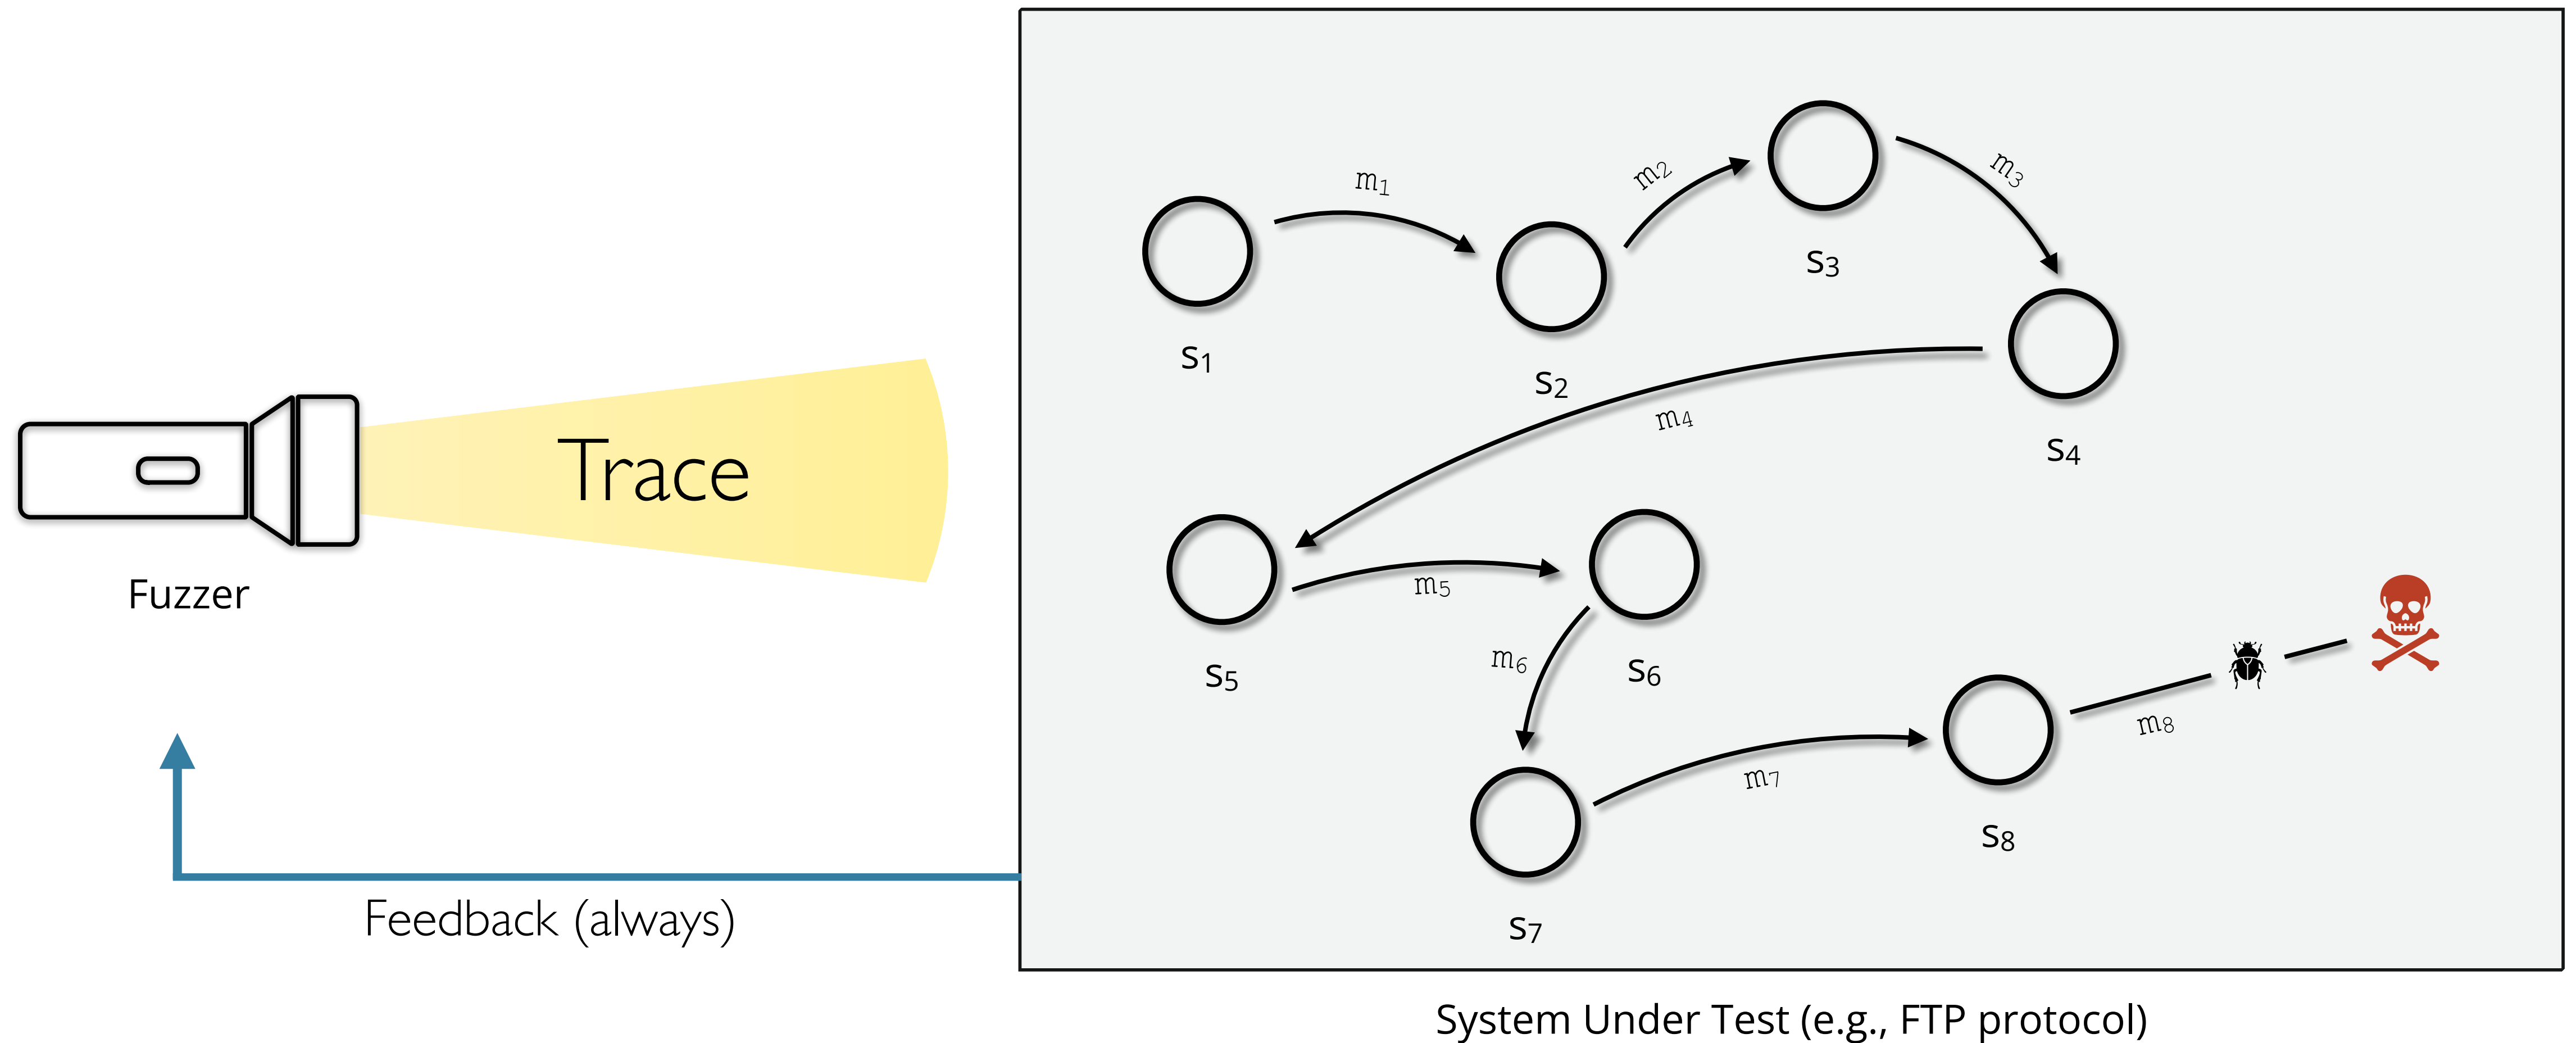 Trace
Fuzzer
Feedback (always)
m1
m2
m3
s1
s2
s3
s4
m4
m5
s5
s6
m6
m7
m8
s7
s8
System Under Test (e.g., FTP protocol)